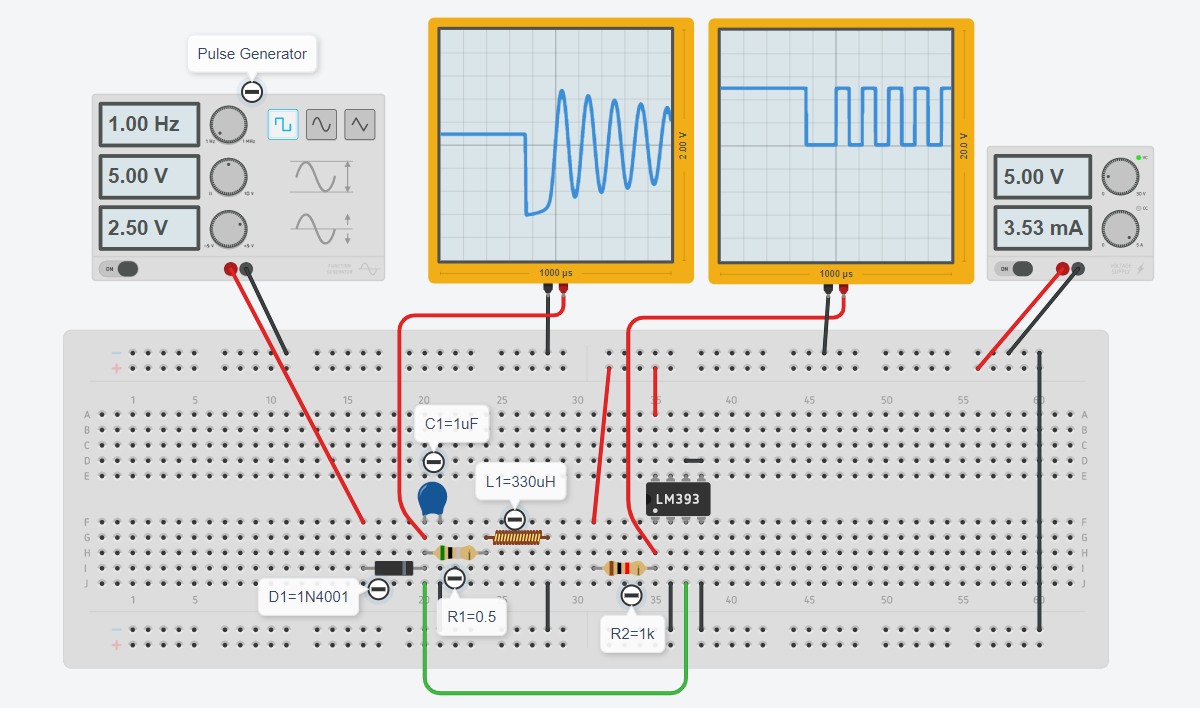 Pulse Generator
1.00 Hz
5.00 V
2.50 V
ON
2.00 V
1000 µs
20.0 V
1000 µs
5.00 V
3.53 mA
ON
1 5 10 15 20 25 30 35 40 45 50 55 60
A A
B B
C C
D D
E E
C1=1uF
L1=330uH
LM393
F F
G G
H H
I I
J J
D1=1N4001
R1=0.5
R2=1k
1 5 20 30 35 40 45 50 55 60